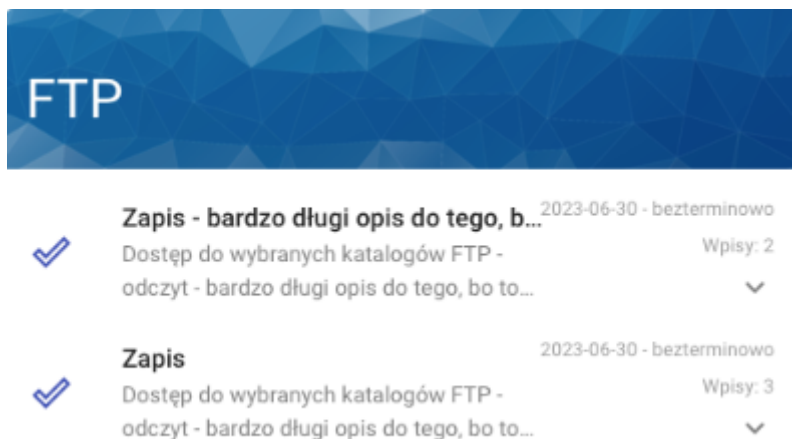 FTP
Zapis - bardzo długi opis do tego, b...
2023-06-30 - bezterminowo
Dostęp do wybranych katalogów FTP -
Wpisy: 2
odczyt - bardzo długi opis do tego, bo to...
Zapis
2023-06-30 - bezterminowo
Dostęp do wybranych katalogów FTP -
Wpisy: 3
odczyt - bardzo długi opis do tego, bo to...